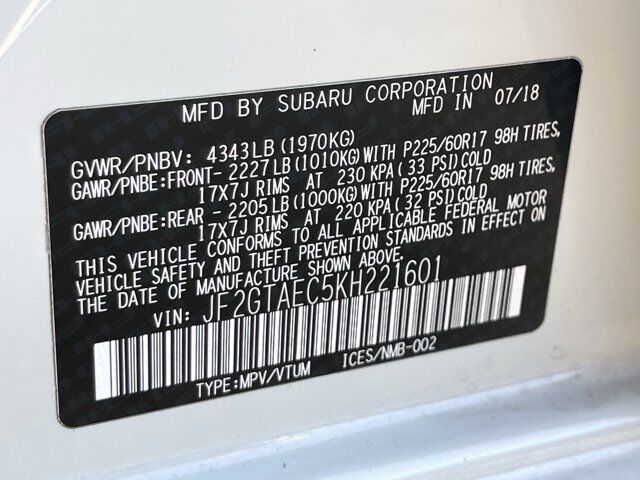 MFD BY SUBARU CORPORATION
MFD IN 07/18
GVWR/PNBV: 4343LB (1970KG)
GAWR/PNBE:FRONT- 2227LB (1010KG)WITH P225/60R17 98H TIRES,
17X7J RIMS AT 230 KPA (33 PSI)COLD
GAWR/PNBE:REAR - 2205LB (1000KG)WITH P225/60R17 98H TIRES,
17X7J RIMS AT 220 KPA (32 PSI)COLD
THIS VEHICLE CONFORMS TO ALL APPLICABLE FEDERAL MOTOR
VEHICLE SAFETY AND THEFT PREVENTION STANDARDS IN EFFECT ON
THE DATE OF MANUFACTURE SHOWN ABOVE
VIN: JF2GTAEC5KH221601
TYPE:MPV/VTUM ICES/NMB-002